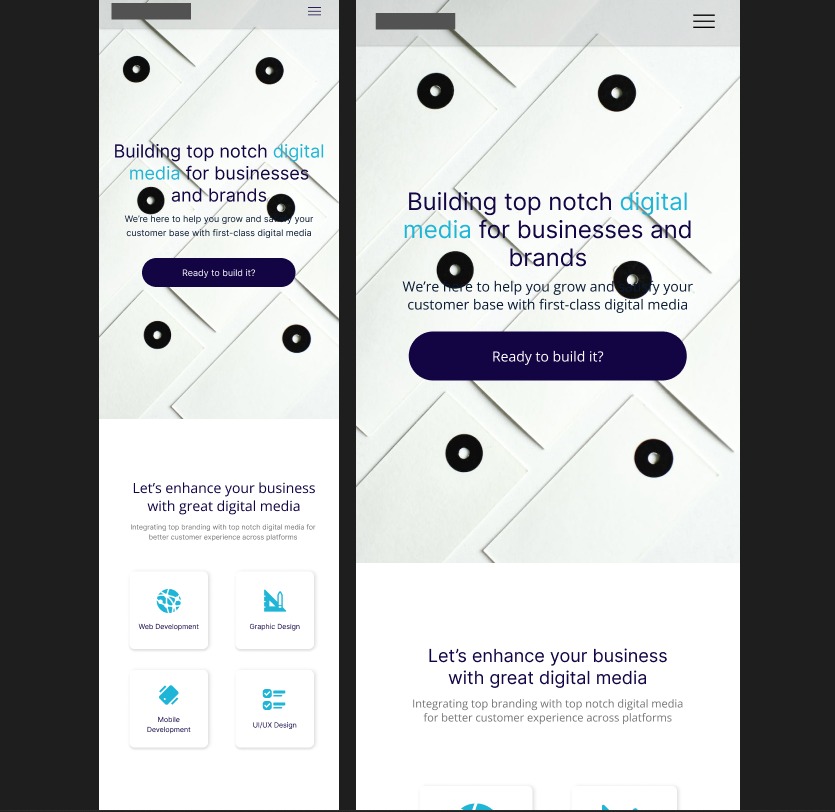 Building top notch digital
media for businesses
and brands
We're here to help you grow and satisfy your
customer base with first-class digital media
Ready to build it?
Let's enhance your business
with great digital media
Integrating top branding with top notch digital media for
better customer experience across platforms
Web Development
Graphic Design
Mobile
Development
UI/UX Design
Building top notch digital
media for businesses and
brands
We're here to help you grow and satisfy your
customer base with first-class digital media
Ready to build it?
Let's enhance your business
with great digital media
Integrating top branding with top notch digital media
for better customer experience across platforms